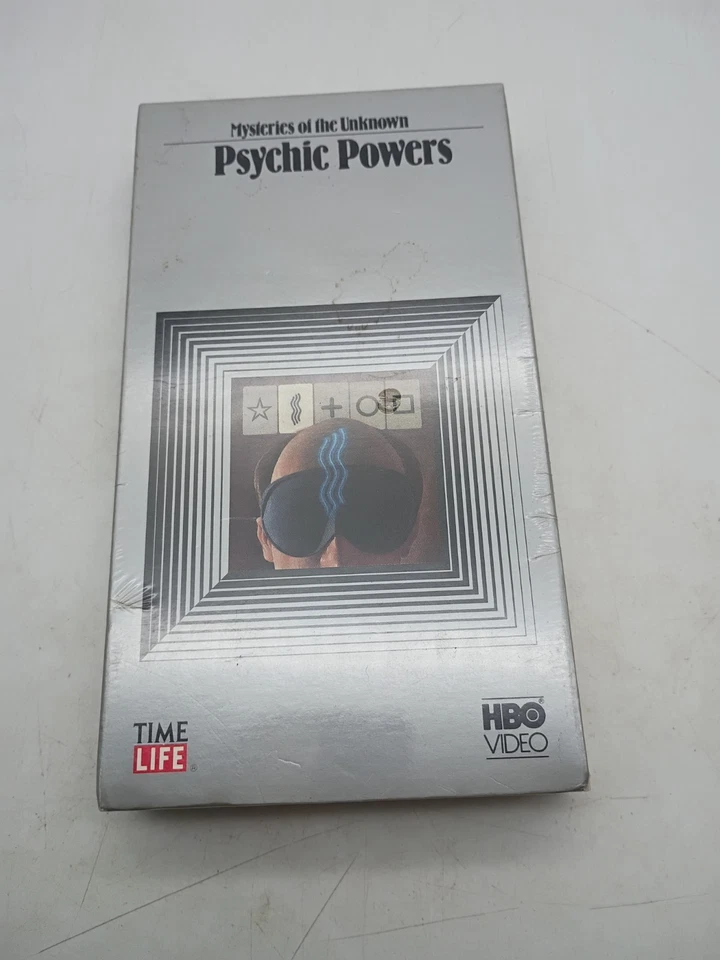 Mysteries of the Unknown
Psychic Powers
TIME
LIFE
HBO
VIDEO